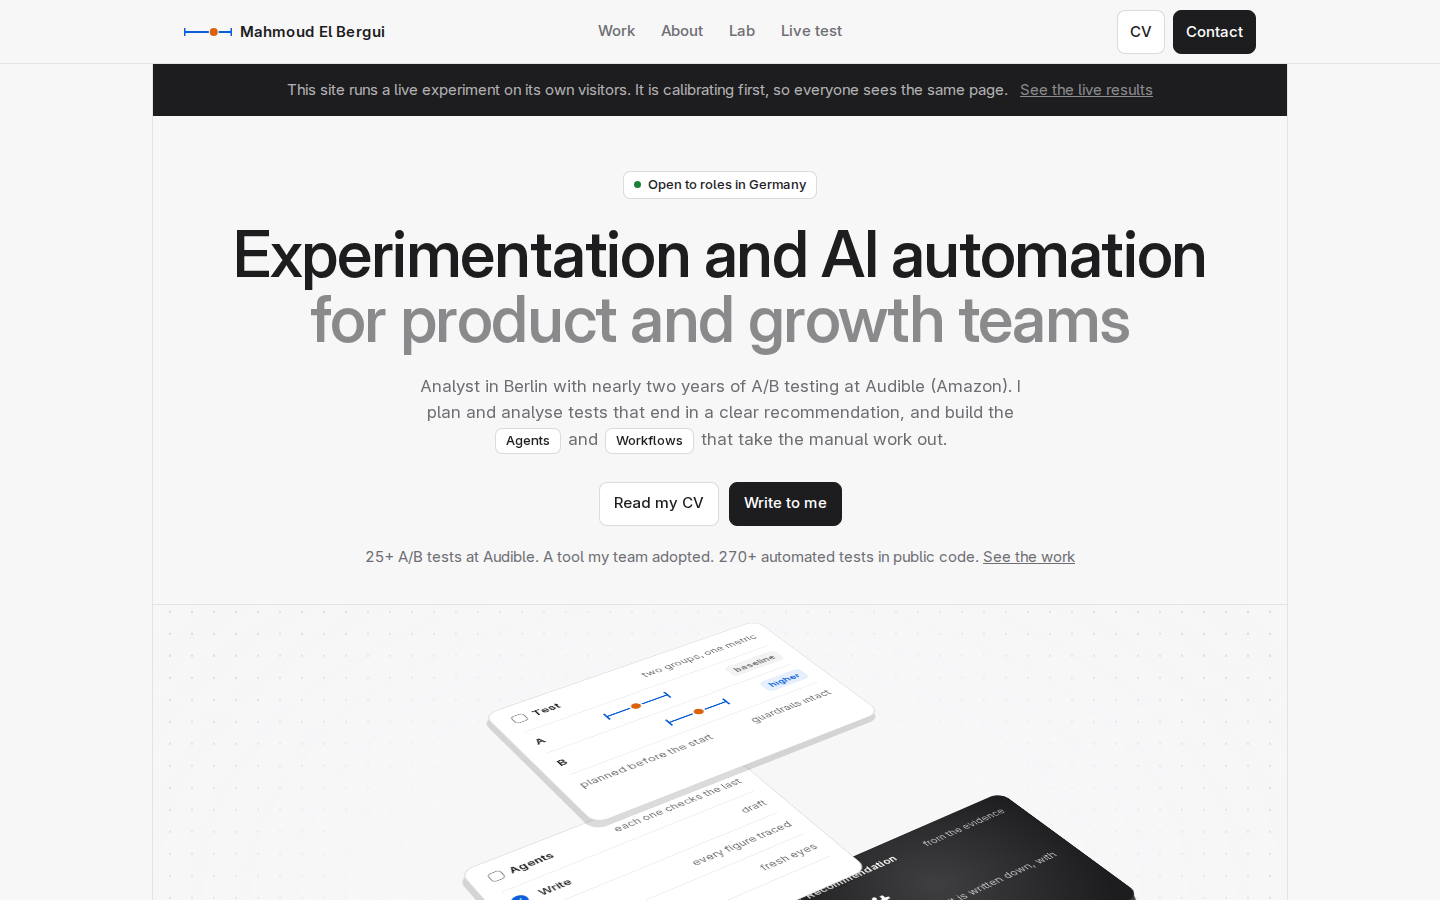 Mahmoud El Bergui
Work About Lab Live test
CV Contact
This site runs a live experiment on its own visitors. It is calibrating first, so everyone sees the same page. See the live results
Open to roles in Germany
Experimentation and AI automation
for product and growth teams
Analyst in Berlin with nearly two years of A/B testing at Audible (Amazon). I
plan and analyse tests that end in a clear recommendation, and build the
Agents and Workflows that take the manual work out.
Read my CV Write to me
25+ A/B tests at Audible. A tool my team adopted. 270+ automated tests in public code. See the work
Test two groups, one metric
A baseline
B higher
planned before the start guardrails intact
Agents each one checks the last
Write draft
every figure traced
fresh eyes
Recommendation from the evidence
is written down, with